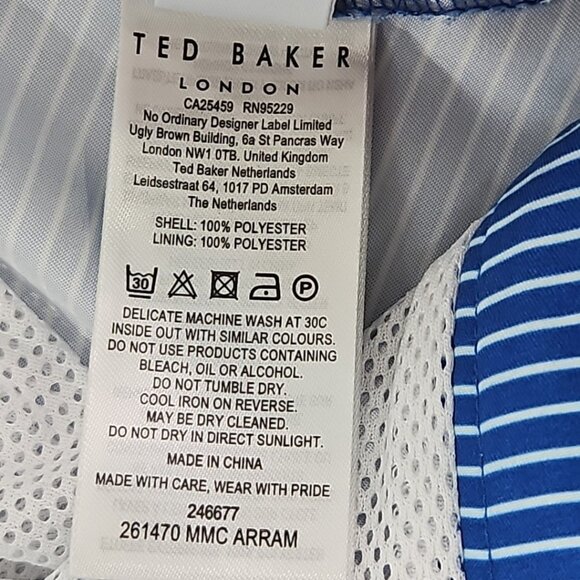 TED BAKER
LONDON
CA25459 RN95229
No Ordinary Designer Label Limited
Ugly Brown Building, 6a St Pancras Way
London NW1 0TB. United Kingdom
Ted Baker Netherlands
Leidsestraat 64, 1017 PD Amsterdam
The Netherlands
SHELL: 100% POLYESTER
LINING: 100% POLYESTER
30 P
DELICATE MACHINE WASH AT 30C
INSIDE OUT WITH SIMILAR COLOURS.
DO NOT USE PRODUCTS CONTAINING
BLEACH, OIL OR ALCOHOL.
DO NOT TUMBLE DRY.
COOL IRON ON REVERSE.
MAY BE DRY CLEANED.
DO NOT DRY IN DIRECT SUNLIGHT.
MADE IN CHINA
MADE WITH CARE, WEAR WITH PRIDE
246677
261470 MMC ARRAM